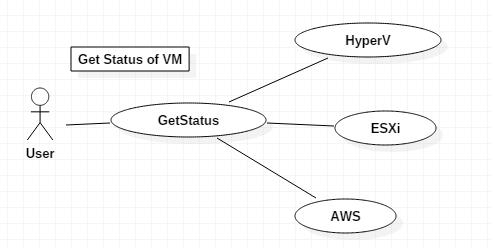 HyperV
Get Status of VM
GetStatus
ESXi
User
AWS